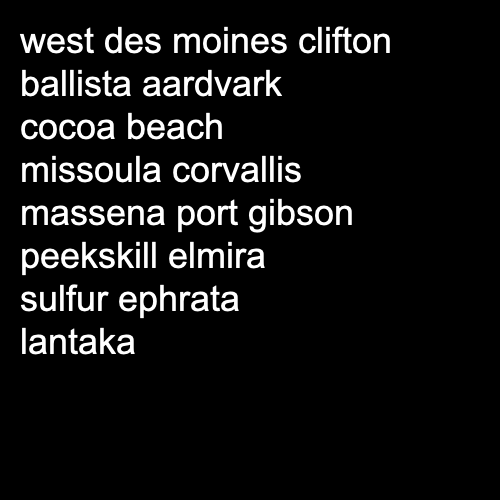 west des moines clifton
ballista aardvark
cocoa beach
missoula corvallis
massena port gibson
peekskill elmira
sulfur ephrata
lantaka